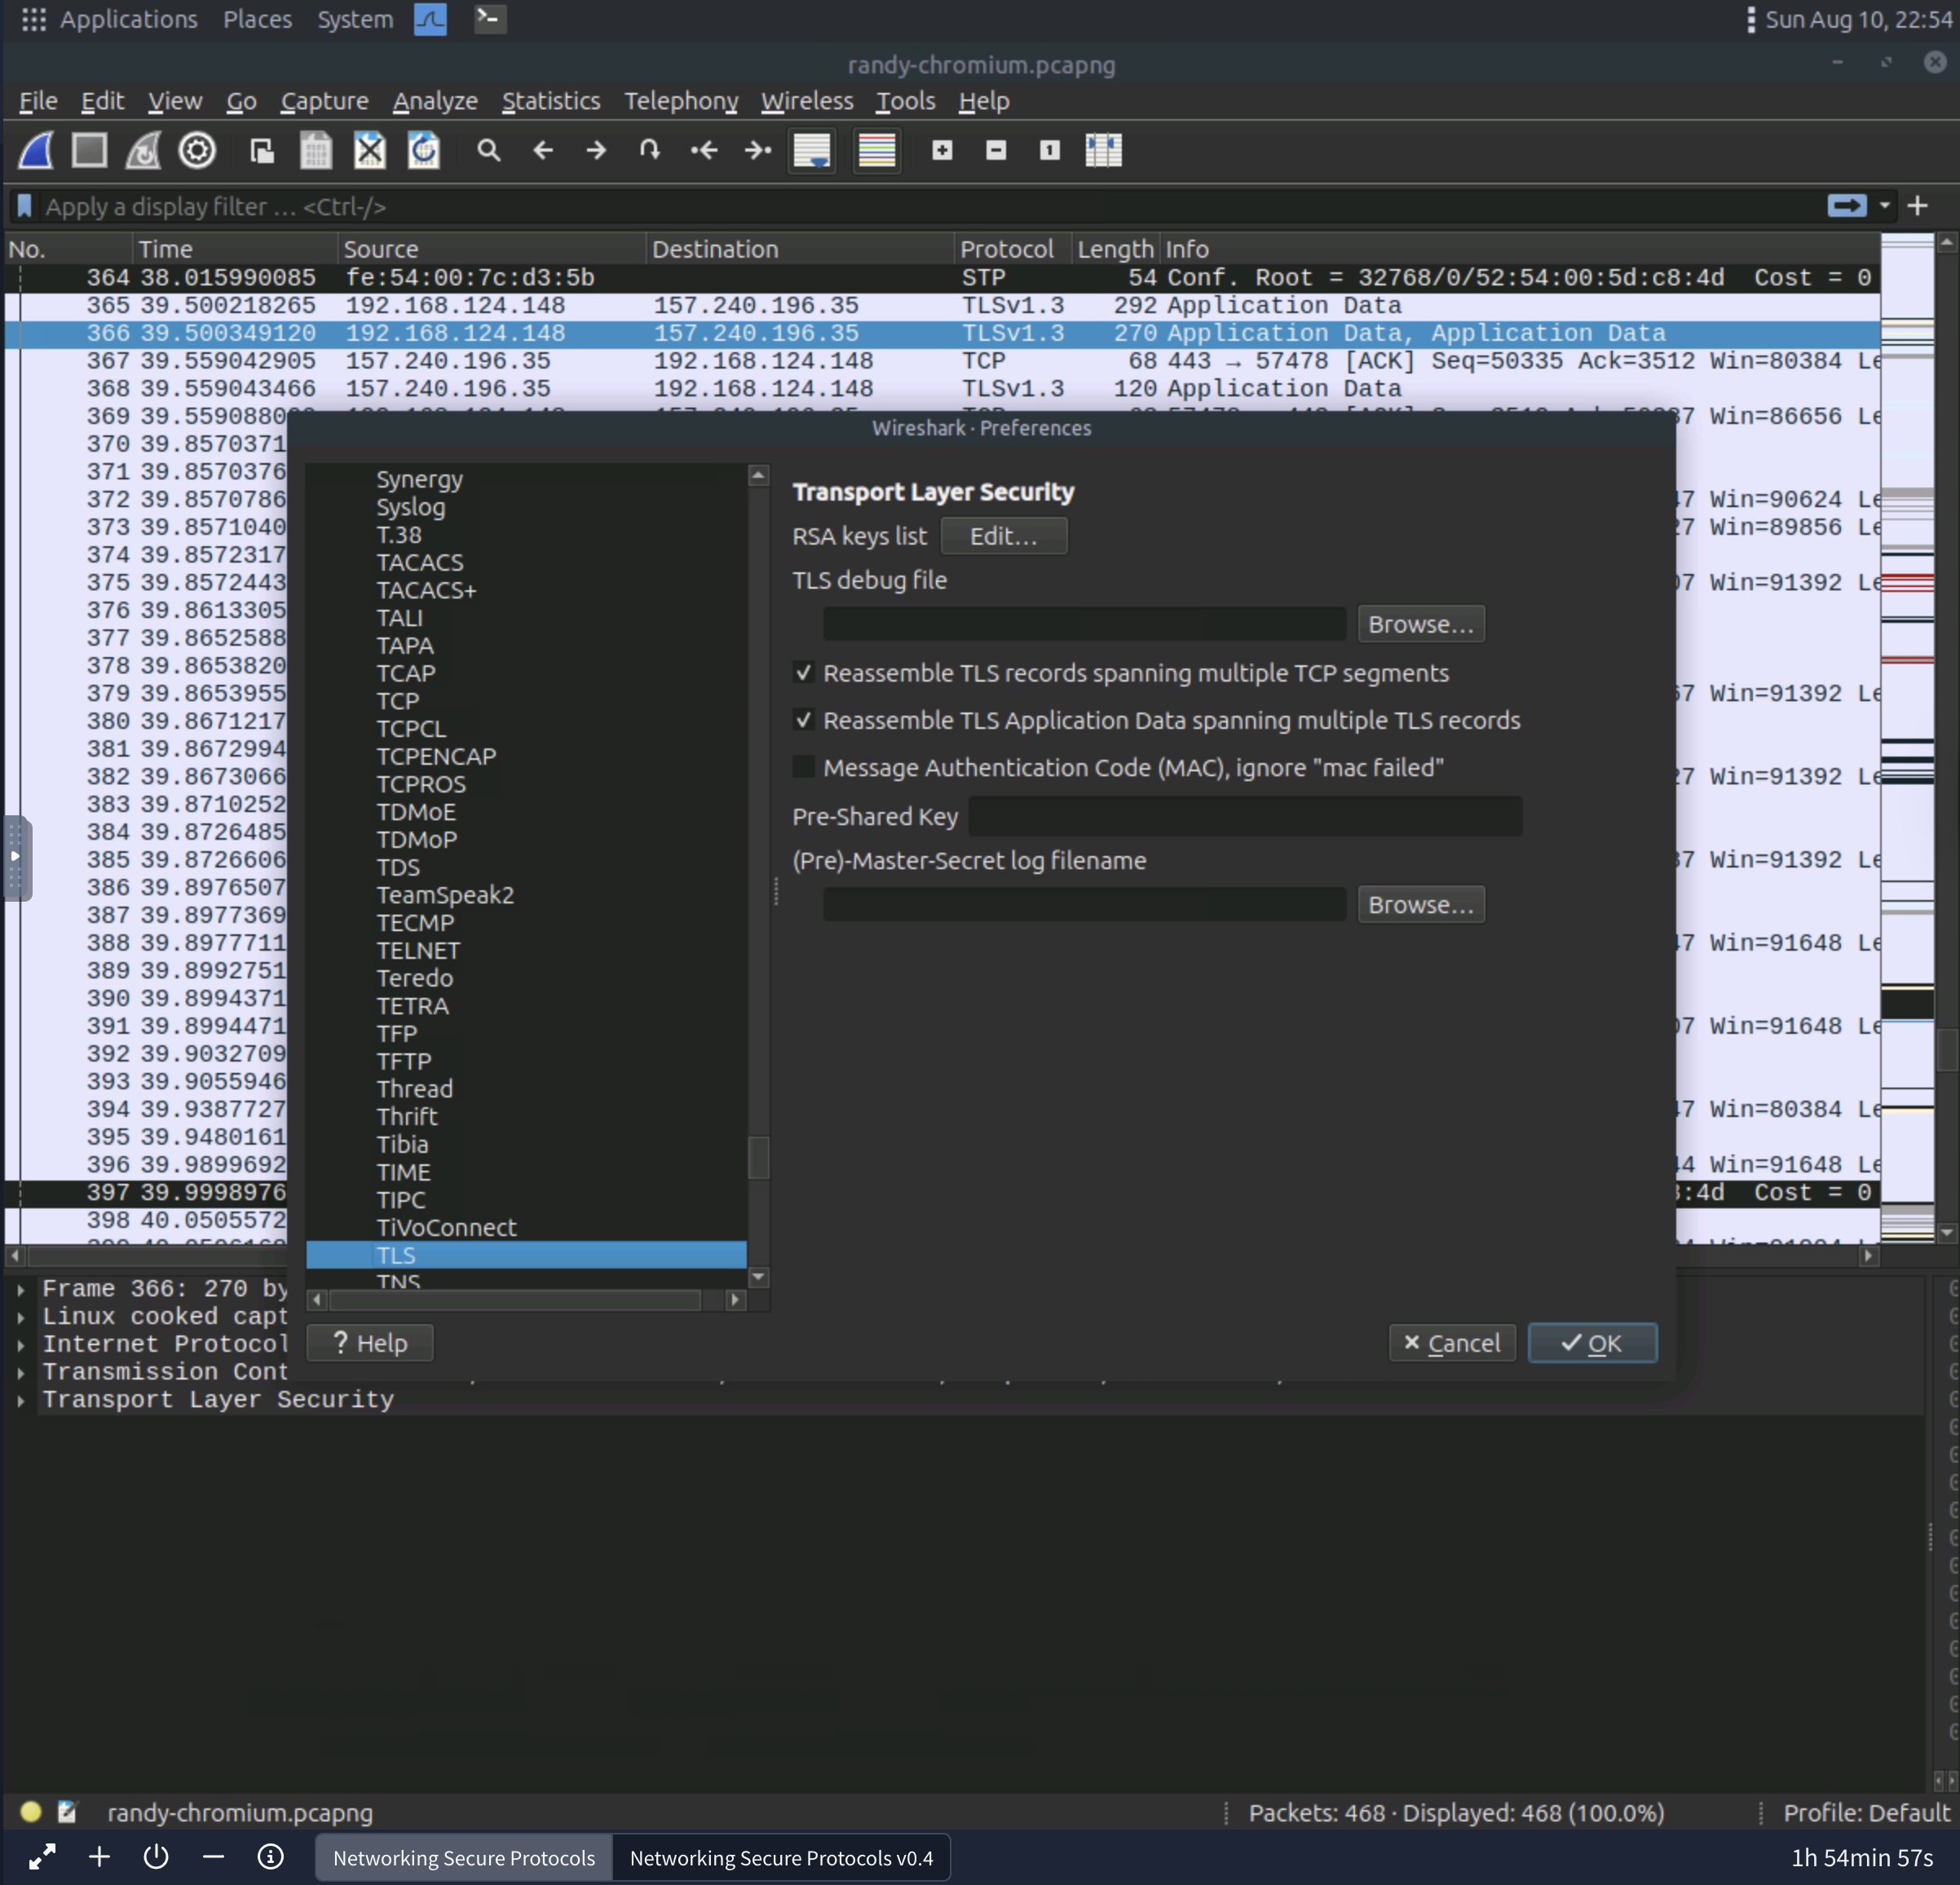 Applications Places System Sun Aug 10, 22:54
randy-chromium.pcapng
File Edit View Go Capture Analyze Statistics Telephony Wireless Tools Help
Apply a display filter … <Ctrl-/>
No. Time Source Destination Protocol Length Info
364 38.015990085 fe:54:00:7c:d3:5b STP 54 Conf. Root = 32768/0/52:54:00:5d:c8:4d Cost = 0
365 39.500218265 192.168.124.148 157.240.196.35 TLSv1.3 292 Application Data
366 39.500349120 192.168.124.148 157.240.196.35 TLSv1.3 270 Application Data, Application Data
367 39.559042905 157.240.196.35 192.168.124.148 TCP 68 443 → 57478 [ACK] Seq=50335 Ack=3512 Win=80384 Le
368 39.559043466 157.240.196.35 192.168.124.148 TLSv1.3 120 Application Data
369 39.559088 Win=86656 Le
370 39.8570371
371 39.8570376
372 39.8570786 47 Win=90624 Le
373 39.8571040 27 Win=89856 Le
374 39.8572317
375 39.8572443 07 Win=91392 Le
376 39.8613305
377 39.8652588
378 39.8653820
379 39.8653955 57 Win=91392 Le
380 39.8671217
381 39.8672994
382 39.8673066 27 Win=91392 Le
383 39.8710252
384 39.8726485
385 39.8726606 37 Win=91392 Le
386 39.8976507
387 39.8977369
388 39.8977711 47 Win=91648 Le
389 39.8992751
390 39.8994371
391 39.8994471 07 Win=91648 Le
392 39.9032709
393 39.9055946
394 39.9387727 47 Win=80384 Le
395 39.9480161
396 39.9899692 44 Win=91648 Le
397 39.9998976 :4d Cost = 0
398 40.0505572
Wireshark · Preferences
Synergy
Syslog
T.38
TACACS
TACACS+
TALI
TAPA
TCAP
TCP
TCPCL
TCPENCAP
TCPROS
TDMoE
TDMoP
TDS
TeamSpeak2
TECMP
TELNET
Teredo
TETRA
TFP
TFTP
Thread
Thrift
Tibia
TIME
TIPC
TiVoConnect
TLS
TNS
Transport Layer Security
RSA keys list Edit…
TLS debug file
Browse…
Reassemble TLS records spanning multiple TCP segments
Reassemble TLS Application Data spanning multiple TLS records
Message Authentication Code (MAC), ignore "mac failed"
Pre-Shared Key
(Pre)-Master-Secret log filename
Browse…
? Help Cancel OK
Frame 366: 270 by
Linux cooked capt
Internet Protocol
Transmission Cont
Transport Layer Security
randy-chromium.pcapng Packets: 468 · Displayed: 468 (100.0%) Profile: Default
Networking Secure Protocols Networking Secure Protocols v0.4 1h 54min 57s